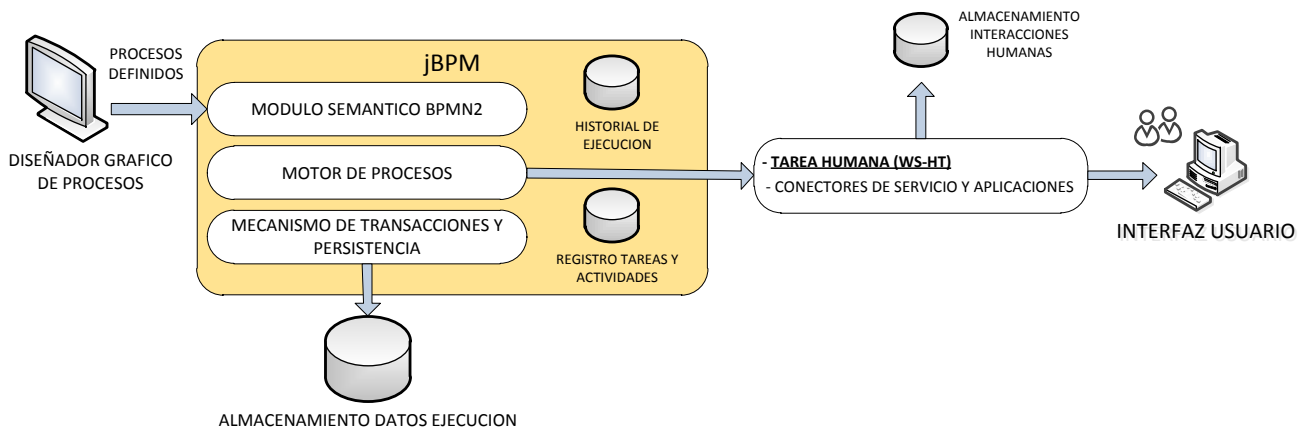 PROCESOS
DEFINIDOS
DISEÑADOR GRAFICO
DE PROCESOS
jBPM
MODULO SEMANTICO BPMN2
MOTOR DE PROCESOS
MECANISMO DE TRANSACCIONES Y
PERSISTENCIA
HISTORIAL DE
EJECUCION
REGISTRO TAREAS Y
ACTIVIDADES
ALMACENAMIENTO DATOS EJECUCION
ALMACENAMIENTO
INTERACCIONES
HUMANAS
- TAREA HUMANA (WS-HT)
- CONECTORES DE SERVICIO Y APLICACIONES
INTERFAZ USUARIO